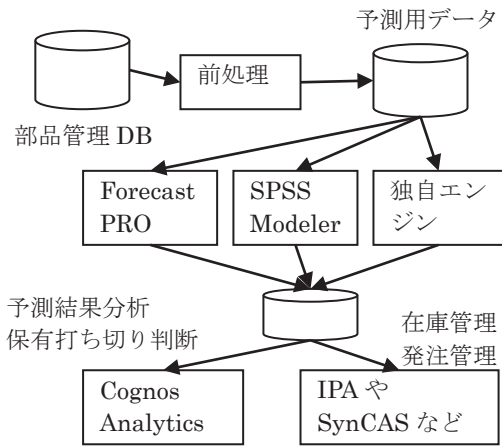 予測用データ
前処理
部品管理 DB
Forecast
PRO
SPSS
Modeler
独自エン
ジン
予測結果分析
保有打ち切り判断
在庫管理
発注管理
Cognos
Analytics
IPA や
SynCAS など